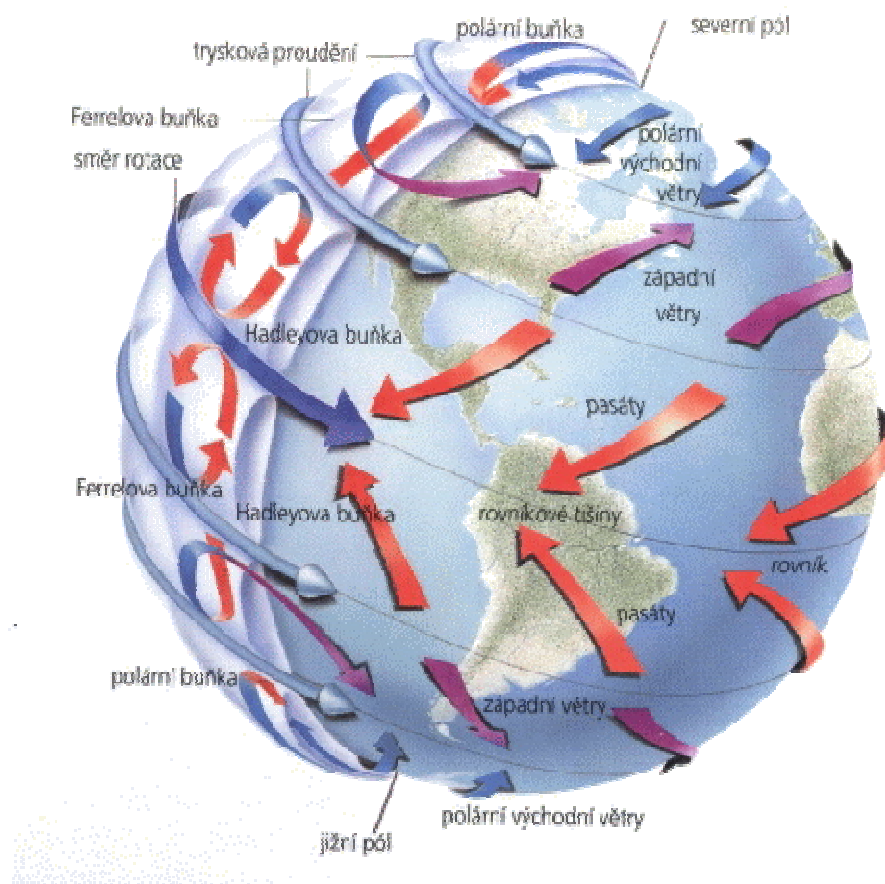 polární buňka
severní pól
trysková proudění
Ferrelova buňka
směr rotace
polární
východní
větry
západní
větry
Hadleyova buňka
pasáty
Ferrelova buňka
Hadleyova buňka
rovníkové tišiny
rovník
pasáty
polární buňka
západní větry
polární východní větry
jižní pól